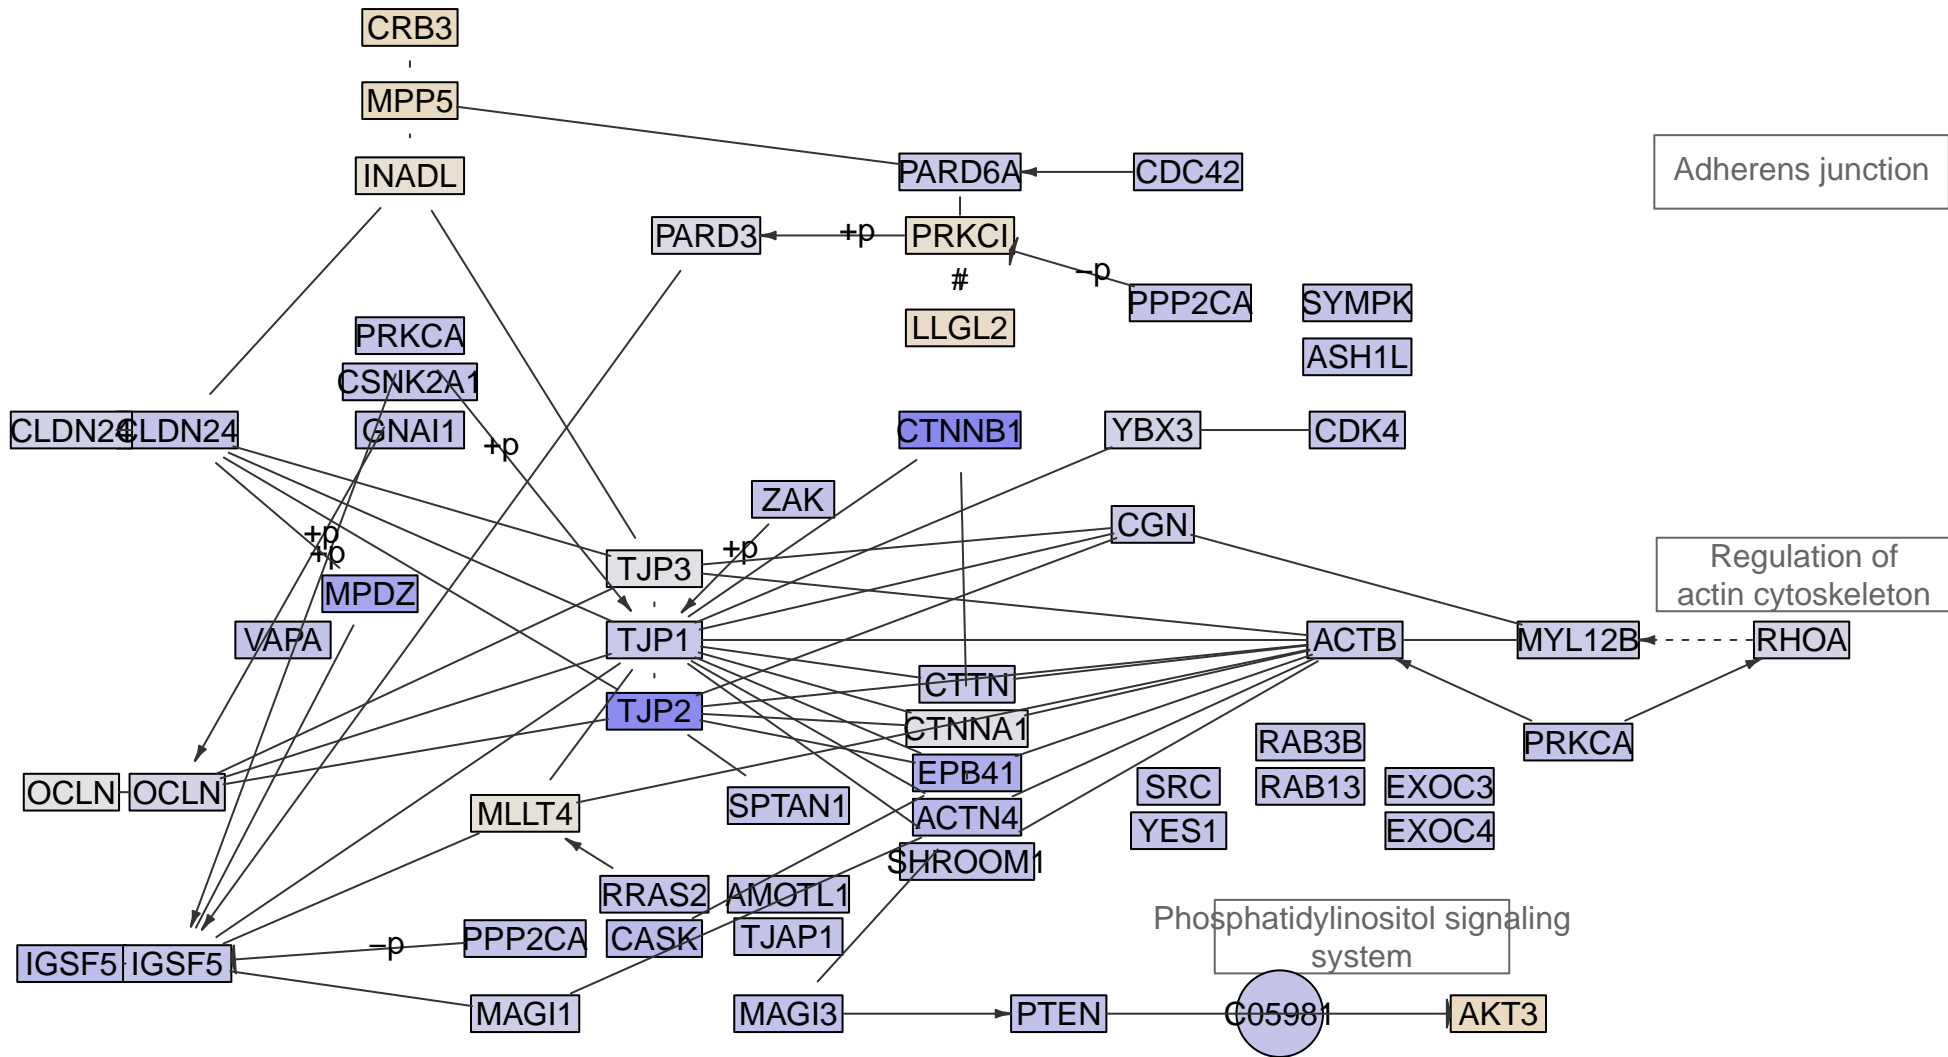 CRB3
MPP5
INADL
PARD6A
CDC42
Adherens junction
PARD3
+p
PRKCI
–p
#
PPP2CA
SYMPK
PRKCA
LLGL2
ASH1L
CSNK2A1
CLDN24
CLDN24
GNAI1
+p
CTNNB1
YBX3
CDK4
ZAK
CGN
+p
+p
+p
TJP3
Regulation of
actin cytoskeleton
MPDZ
VAPA
TJP1
ACTB
MYL12B
RHOA
CTTN
TJP2
CTNNA1
RAB3B
PRKCA
EPB41
OCLN
OCLN
SRC
RAB13
EXOC3
MLLT4
SPTAN1
ACTN4
YES1
EXOC4
SHROOM1
RRAS2
AMOTL1
Phosphatidylinositol signaling
system
PPP2CA
–p
CASK
TJAP1
IGSF5
IGSF5
MAGI1
MAGI3
PTEN
C05981
AKT3